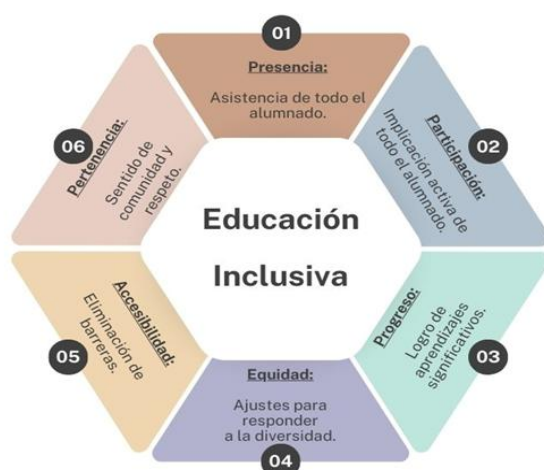 01
Presencia:
Asistencia de todo el
alumnado.
02
Participación:
Implicación activa de
todo el alumnado.
03
Progreso:
Logro de
aprendizajes
significativos.
04
Equidad:
Ajustes para
responder
a la diversidad.
05
Accesibilidad:
Eliminación de
barreras.
06
Pertenencia:
Sentido de
comunidad y
respeto.
Educación
Inclusiva